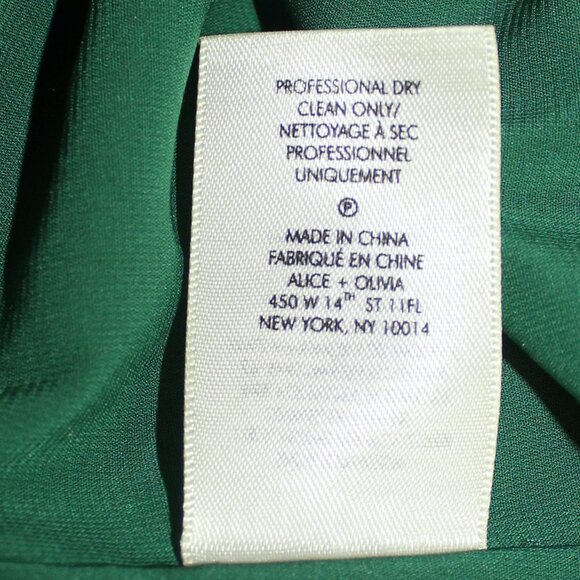 PROFESSIONAL DRY
CLEAN ONLY/
NETTOYAGE À SEC
PROFESSIONNEL
UNIQUEMENT
Ⓟ
MADE IN CHINA
FABRIQUÉ EN CHINE
ALICE + OLIVIA
450 W 14TH ST 11FL
NEW YORK, NY 10014